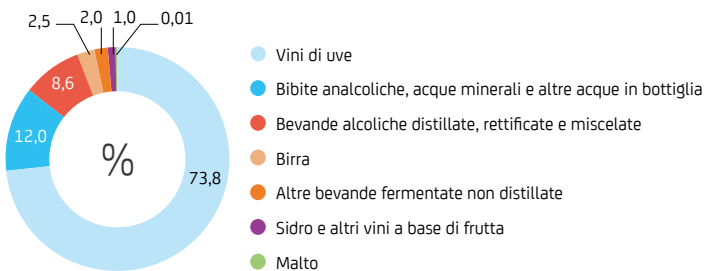 2,5
2,0
1,0
0,01
8,6
12,0
%
73,8
Vini di uve
Bibite analcoliche, acque minerali e altre acque in bottiglia
Bevande alcoliche distillate, rettificate e miscelate
Birra
Altre bevande fermentate non distillate
Sidro e altri vini a base di frutta
Malto